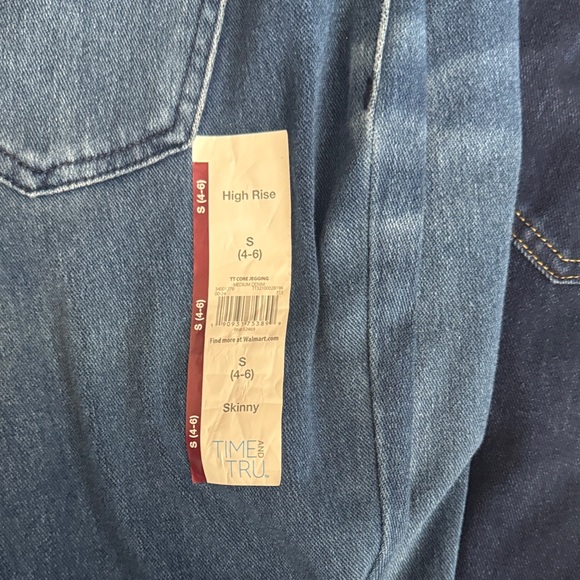 High Rise
S
(4-6)
TT CORE JEGGING
MEDIUM DENIM
Find more at Walmart.com
S
(4-6)
Skinny
TIME AND TRU
S (4-6)
S (4-6)
S (4-6)